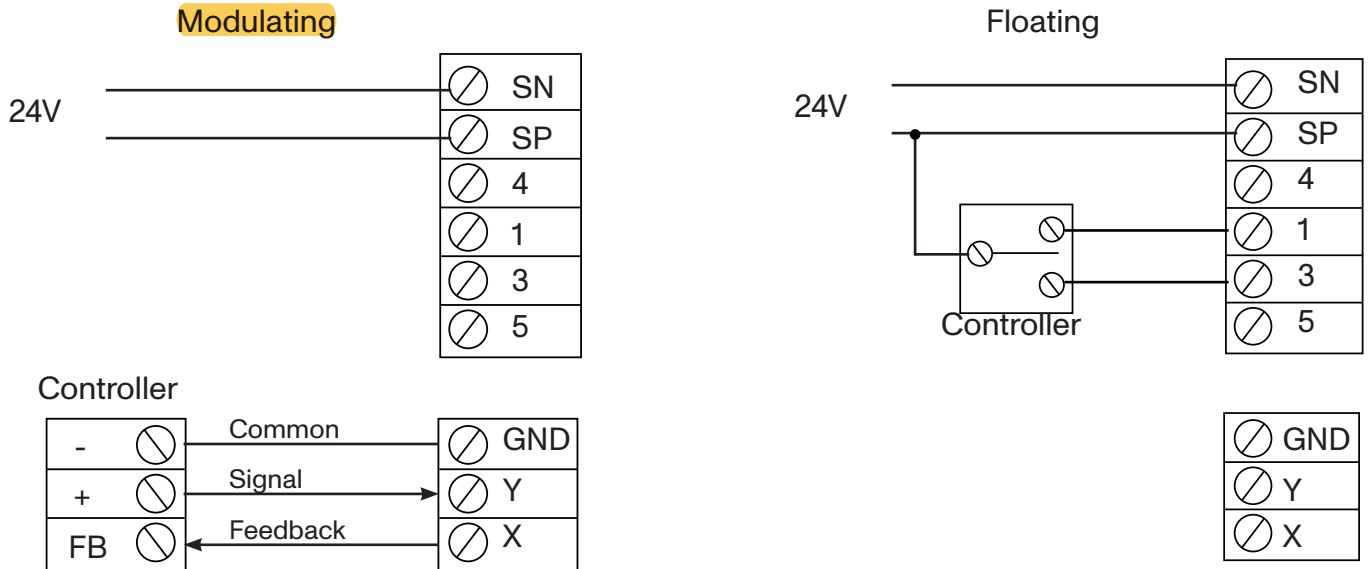 Modulating
24V
SN
SP
4
1
3
5
Controller
-
+
FB
Common
Signal
Feedback
GND
Y
X
Floating
24V
SN
SP
4
1
3
5
Controller
GND
Y
X